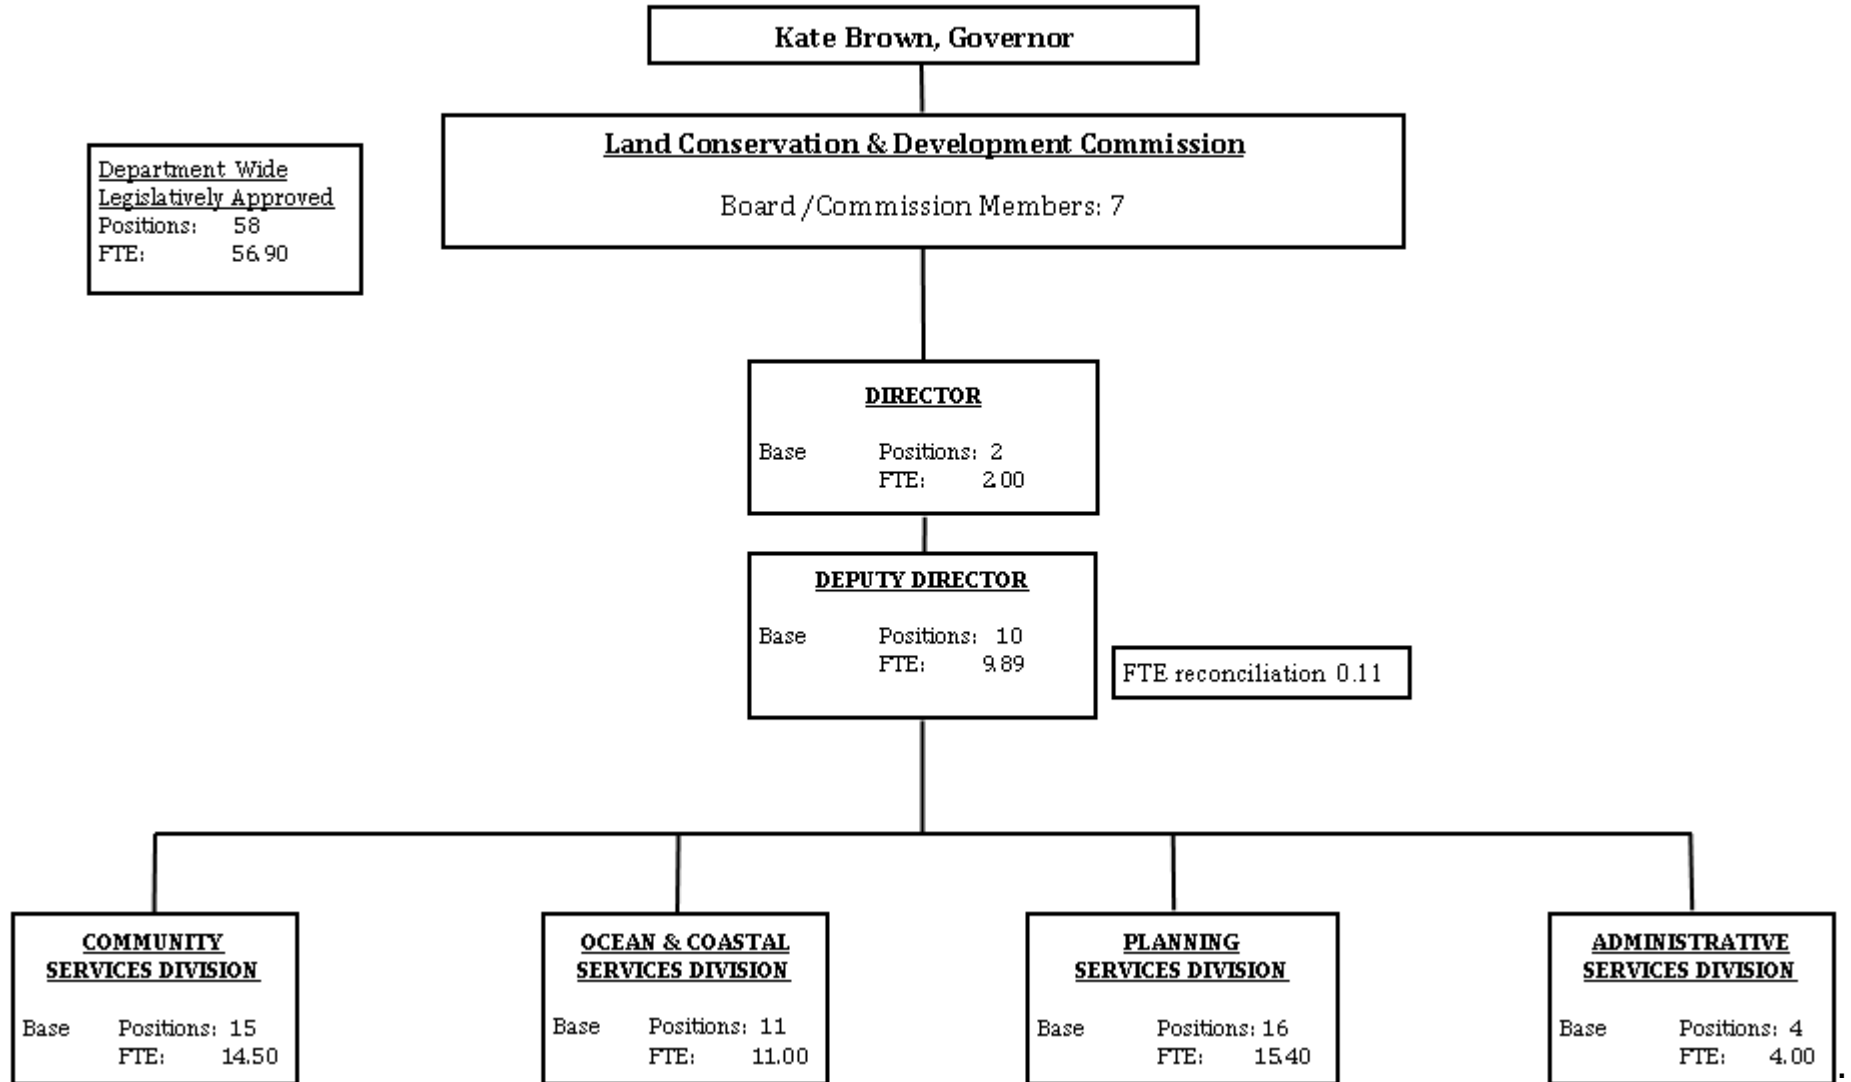 Kate Brown, Governor
Land Conservation & Development Commission
Board /Commission Members: 7
Department Wide
Legislatively Approved
Positions: 58
FTE: 56.90
DIRECTOR
Base Positions: 2
FTE: 2.00
DEPUTY DIRECTOR
Base Positions: 10
FTE: 9.89
FTE reconciliation 0.11
COMMUNITY
SERVICES DIVISION
Base Positions: 15
FTE: 14.50
OCEAN & COASTAL
SERVICES DIVISION
Base Positions: 11
FTE: 11.00
PLANNING
SERVICES DIVISION
Base Positions: 16
FTE: 15.40
ADMINISTRATIVE
SERVICES DIVISION
Base Positions: 4
FTE: 4.00
.